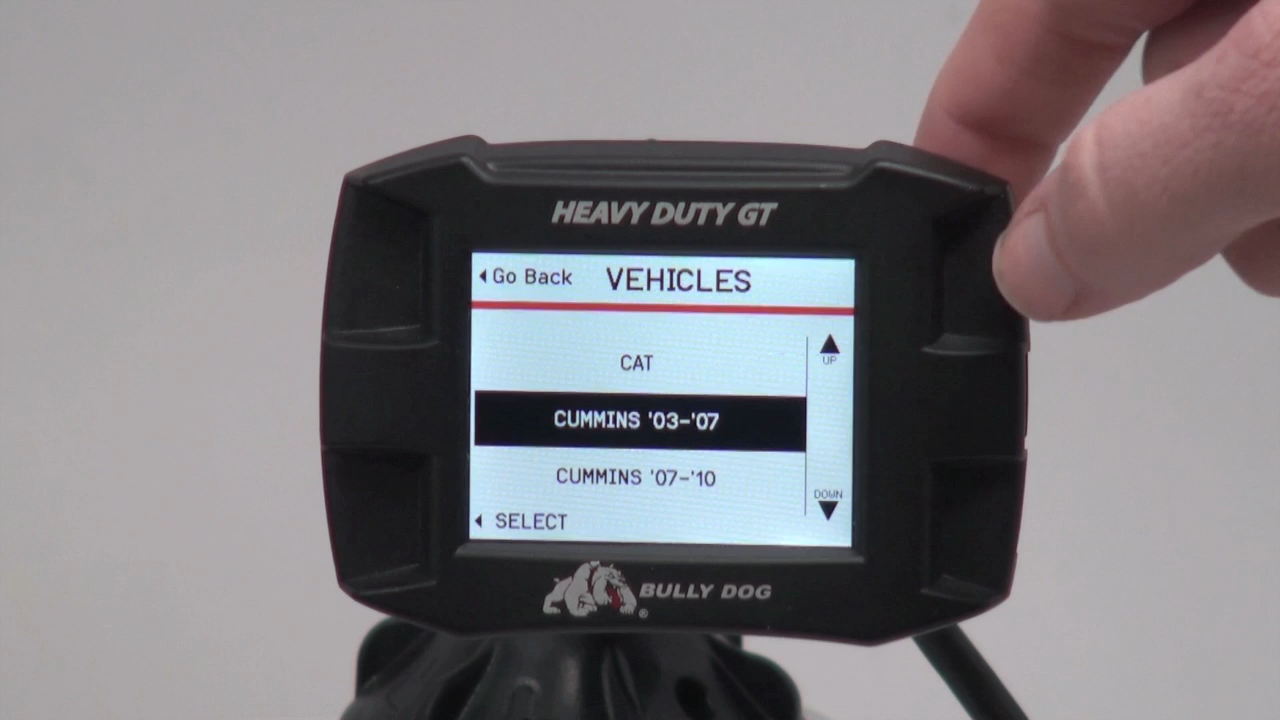 HEAVY DUTY GT
Go Back VEHICLES
CAT
UP
CUMMINS '03-'07
CUMMINS '07-'10
DOWN
SELECT
BULLY DOG
®